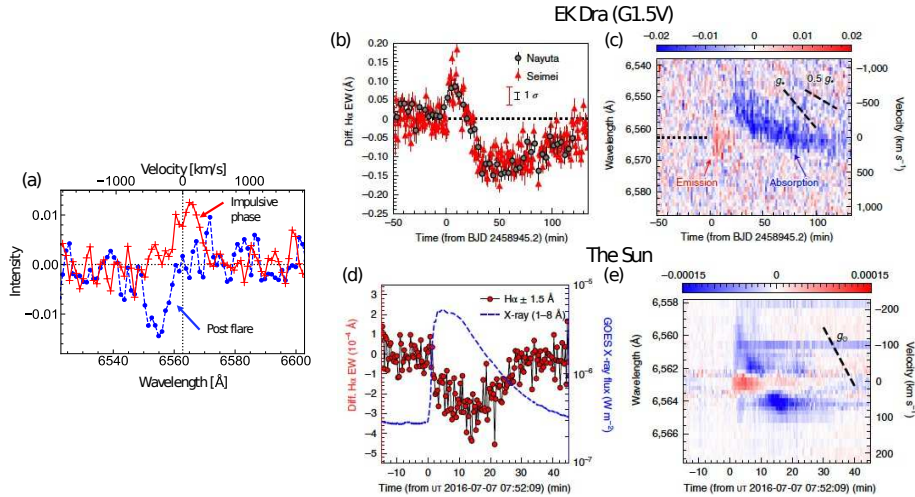 EK Dra (G1.5V)
(a)
Velocity [km/s]
−1000 0 1000
Impulsive
phase
Post flare
Intensity
0.01
0.00
−0.01
6540 6560 6580 6600
Wavelength [Å]
(b)
Nayuta
Seimei
1 σ
Diff. Hα EW (Å)
0.20
0.15
0.10
0.05
0
−0.05
−0.10
−0.15
−0.20
−0.25
−50 0 50 100
Time (from BJD 2458945.2) (min)
(c)
−0.02 −0.01 0 0.01 0.02
g* 0.5 g*
Emission
Absorption
Wavelength (Å)
6,540
6,550
6,560
6,570
6,580
Velocity (km s−1)
−1,000
−500
0
500
1,000
−50 0 50 100
Time (from BJD 2458945.2) (min)
The Sun
(d)
Hα ± 1.5 Å
X-ray (1–8 Å)
Diff. Hα EW (10−4 Å)
3
2
1
0
−1
−2
−3
−4
−5
GOES X-ray flux (W m−2)
10−5
10−6
10−7
−10 0 10 20 30 40
Time (from UT 2016-07-07 07:52:09) (min)
(e)
−0.00015 0 0.00015
g⊙
Wavelength (Å)
6,558
6,560
6,562
6,564
6,566
6,568
Velocity (km s−1)
−200
−100
0
100
200
−10 0 10 20 30 40
Time (from UT 2016-07-07 07:52:09) (min)